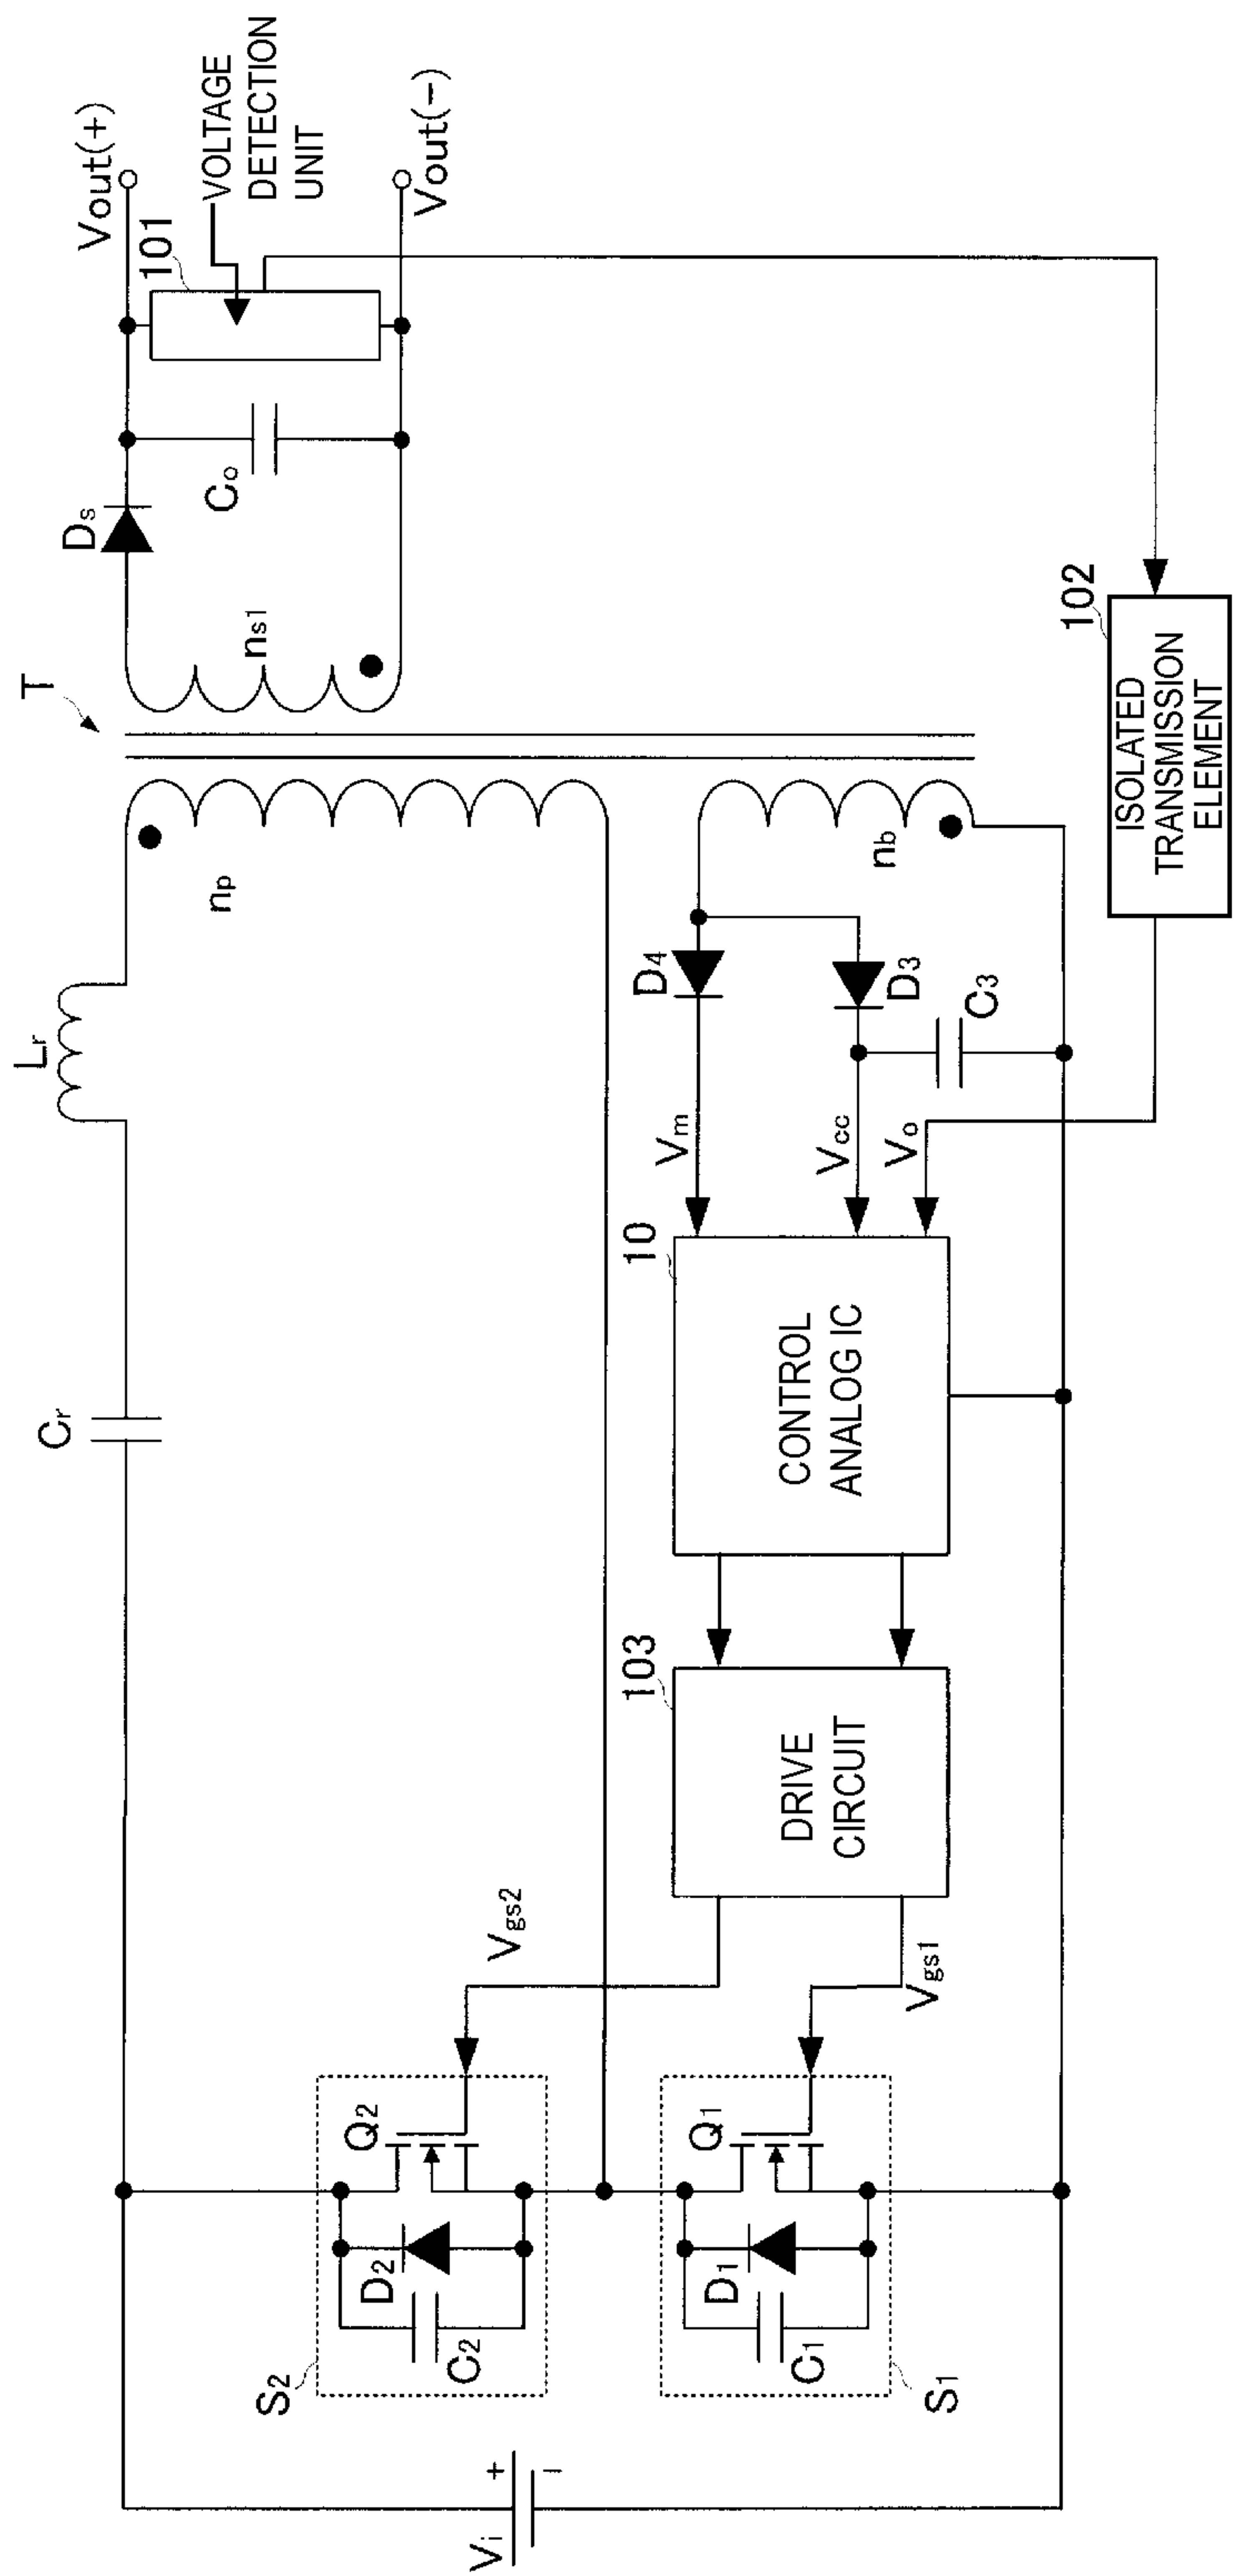 T
Lr
Cr
np
ns1
Ds
Co
Vout(+)
101
VOLTAGE
DETECTION
UNIT
Vout(-)
S2
Q2
D2
C2
Vgs2
Vi
+
-
S1
Q1
D1
C1
Vgs1
103
DRIVE
CIRCUIT
10
CONTROL
ANALOG IC
Vm
Vcc
Vo
D4
D3
C3
nb
102
ISOLATED
TRANSMISSION
ELEMENT